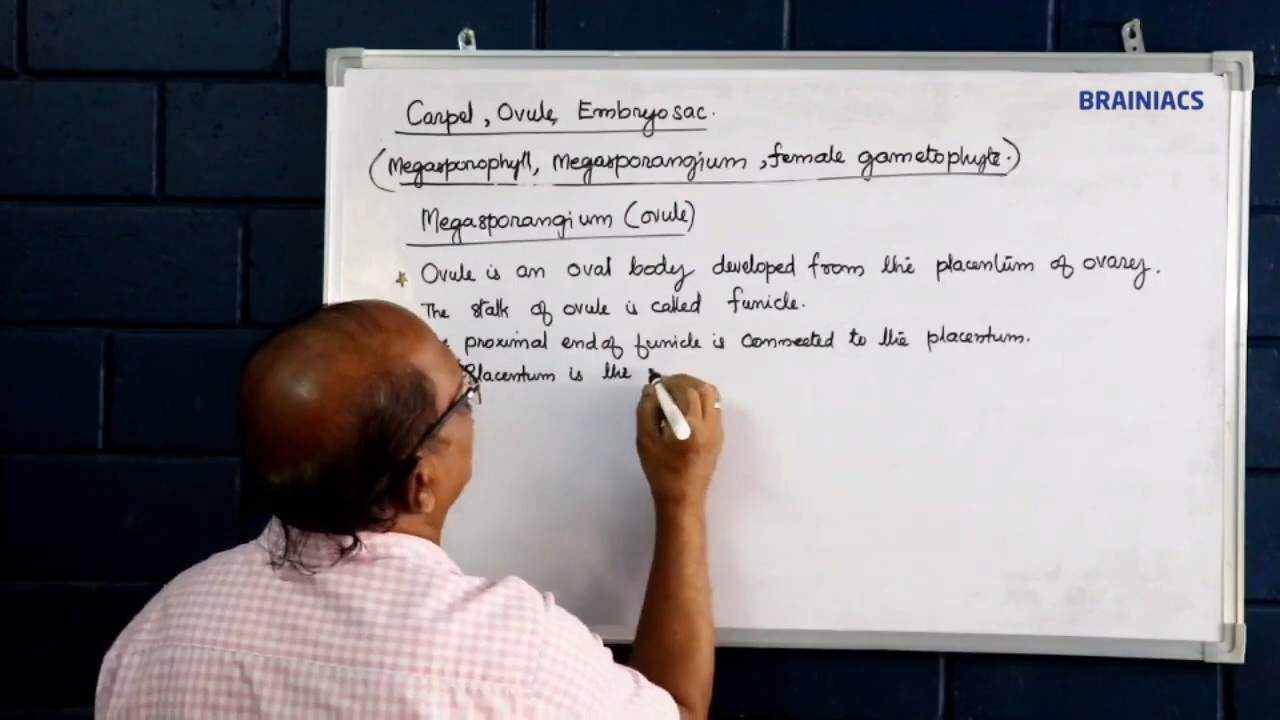 BRAINIACS
Carpel, Ovule, Embryosac.
(Megasporophyll, Megasporangium, female gametophyte.)
Megasporangium (ovule)
Ovule is an oval body developed from the placentum of ovary.
The stalk of ovule is called funicle.
proximal end of funicle is connected to the placentum.
Placentum is the